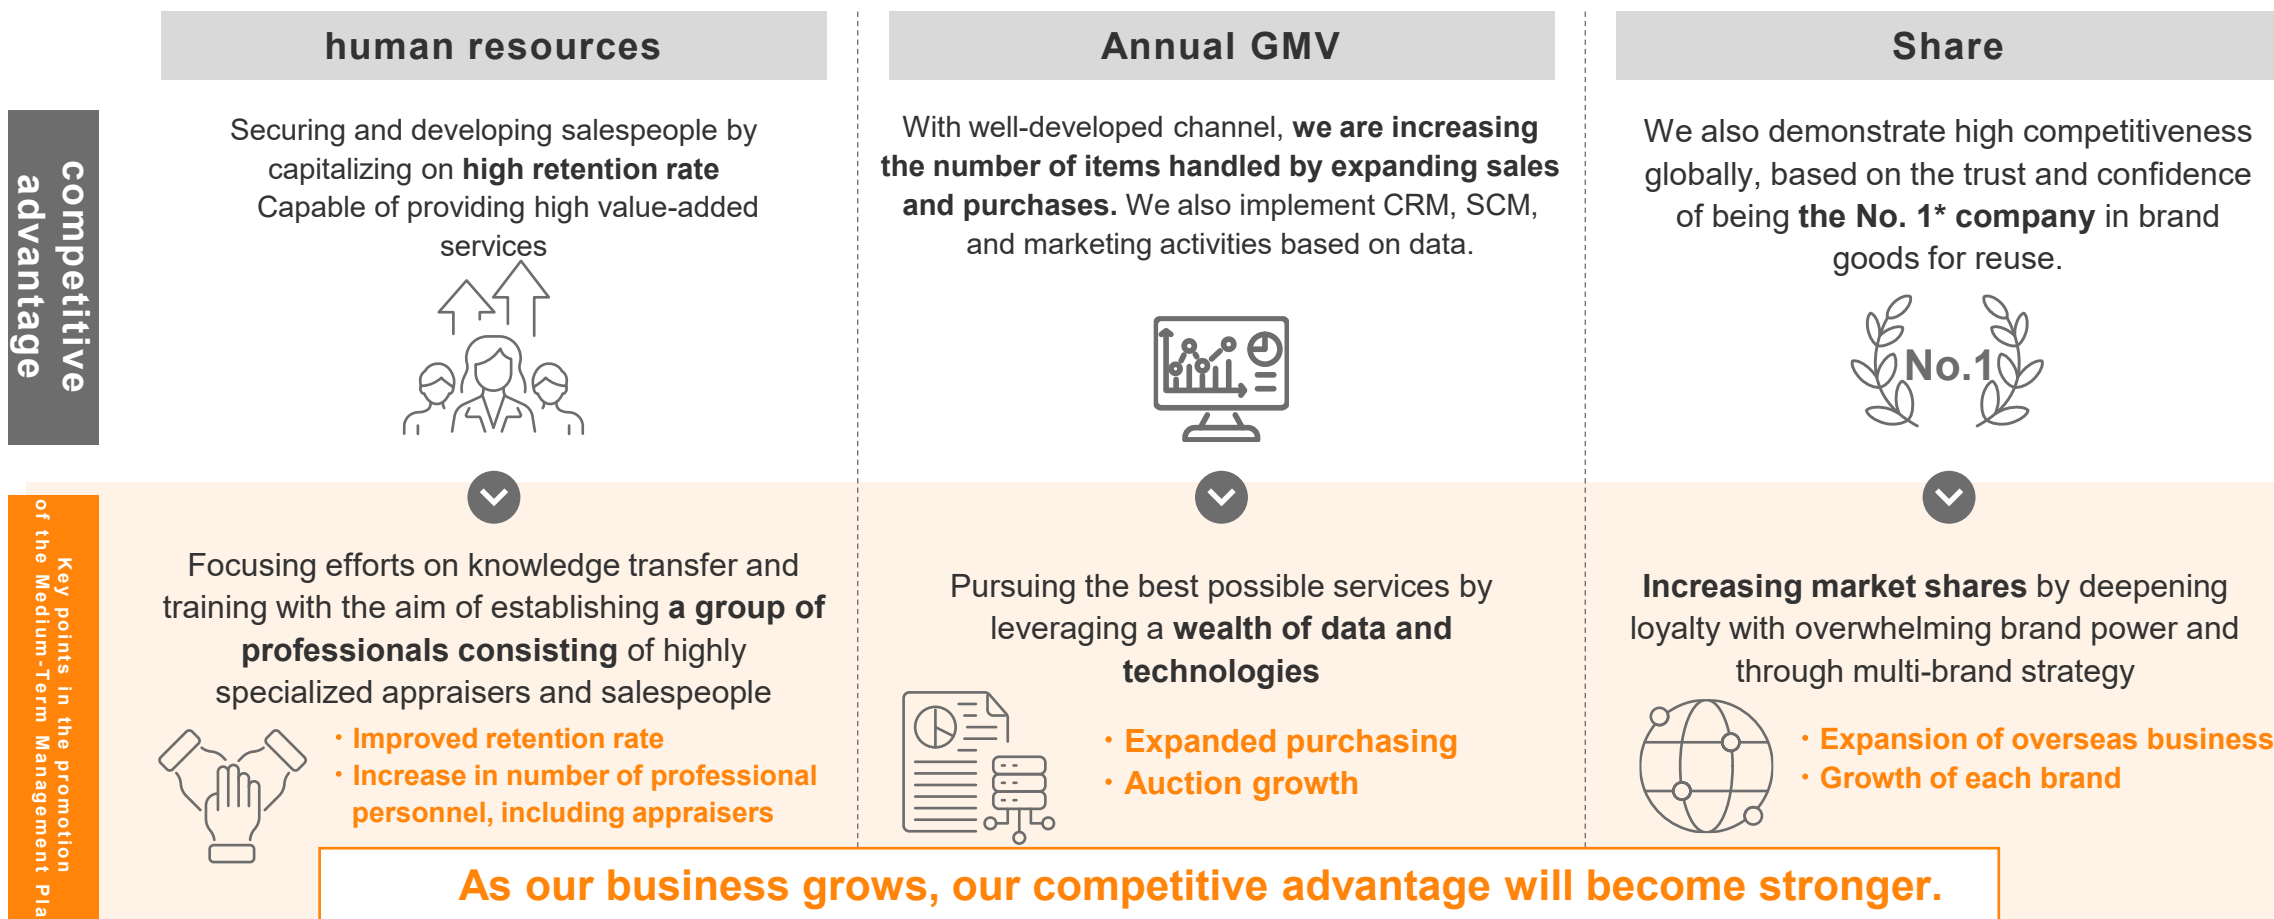 human resources
Annual GMV
Share
competitive
advantage
Securing and developing salespeople by
capitalizing on high retention rate
Capable of providing high value-added
services
With well-developed channel, we are increasing
the number of items handled by expanding sales
and purchases. We also implement CRM, SCM,
and marketing activities based on data.
We also demonstrate high competitiveness
globally, based on the trust and confidence
of being the No. 1* company in brand
goods for reuse.
No.1
Key points in the promotion
of the Medium-Term Management Pla
Focusing efforts on knowledge transfer and
training with the aim of establishing a group of
professionals consisting of highly
specialized appraisers and salespeople
・Improved retention rate
・Increase in number of professional
personnel, including appraisers
Pursuing the best possible services by
leveraging a wealth of data and
technologies
・Expanded purchasing
・Auction growth
Increasing market shares by deepening
loyalty with overwhelming brand power and
through multi-brand strategy
・Expansion of overseas business
・Growth of each brand
As our business grows, our competitive advantage will become stronger.